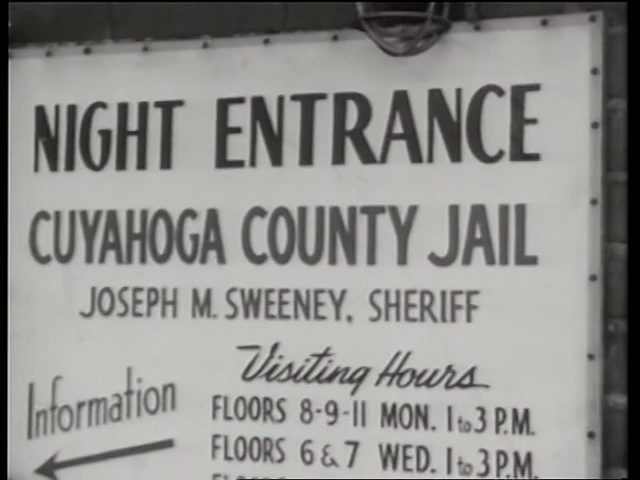 NIGHT ENTRANCE
CUYAHOGA COUNTY JAIL
JOSEPH M. SWEENEY, SHERIFF
Visiting Hours
Information
FLOORS 8-9-11 MON. 1 to 3 P.M.
FLOORS 6 & 7 WED. 1 to 3 P.M.